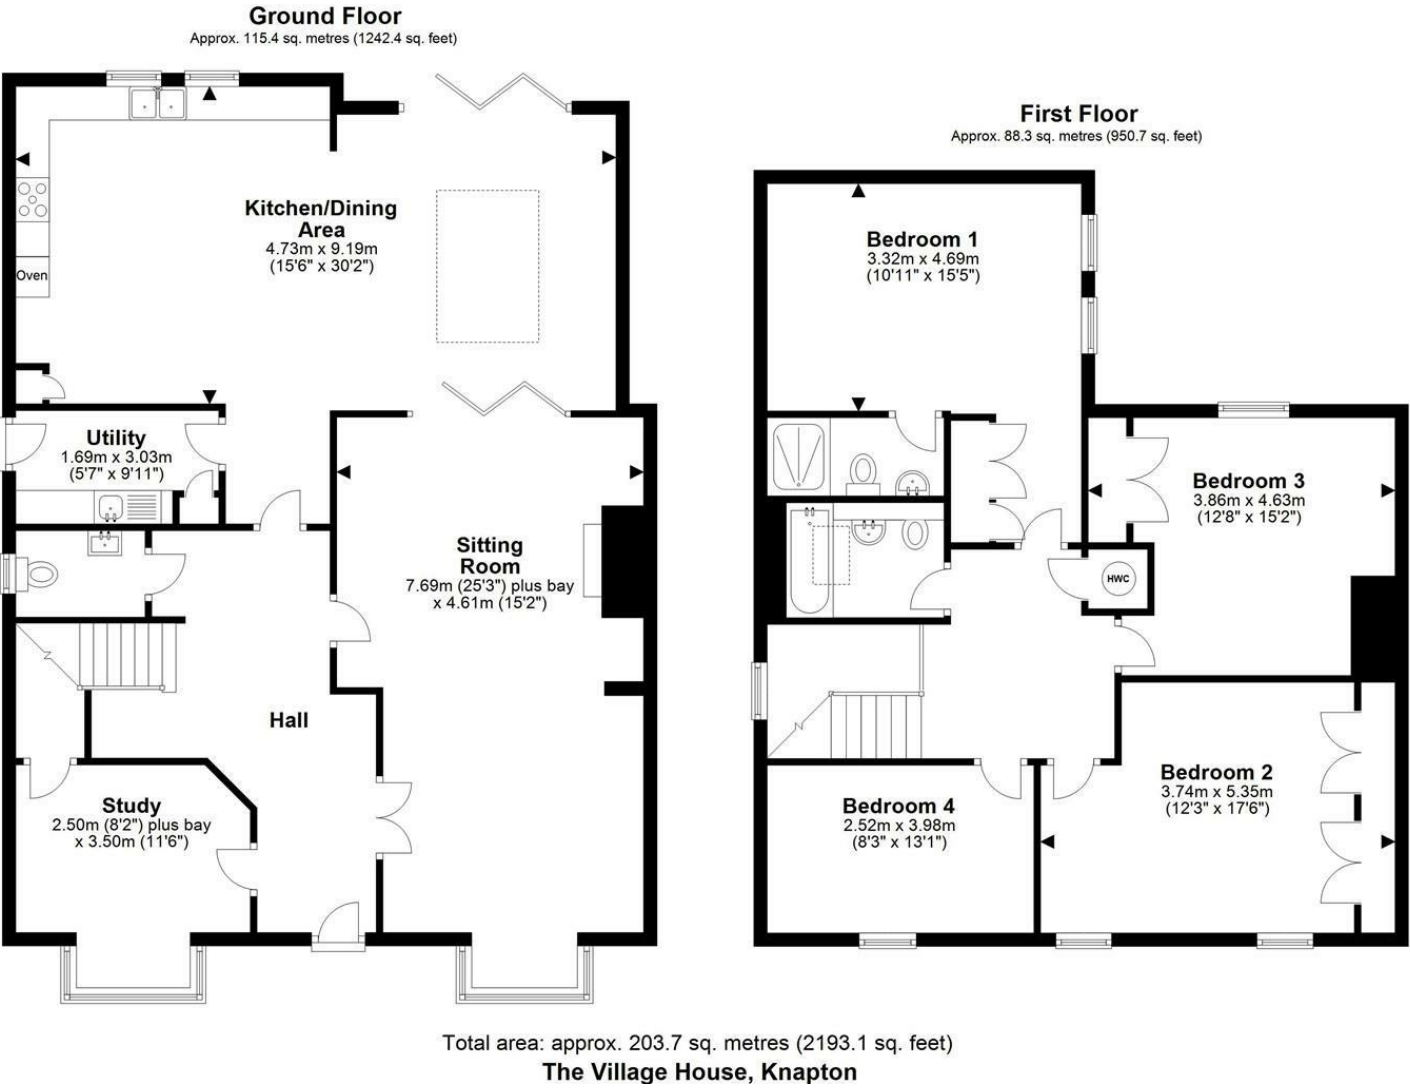 Ground Floor
Approx. 115.4 sq. metres (1242.4 sq. feet)
Kitchen/Dining
Area
4.73m x 9.19m
(15'6" x 30'2")
Oven
Utility
1.69m x 3.03m
(5'7" x 9'11")
Sitting
Room
7.69m (25'3") plus bay
x 4.61m (15'2")
Hall
Study
2.50m (8'2") plus bay
x 3.50m (11'6")
First Floor
Approx. 88.3 sq. metres (950.7 sq. feet)
Bedroom 1
3.32m x 4.69m
(10'11" x 15'5")
Bedroom 3
3.86m x 4.63m
(12'8" x 15'2")
HWC
Bedroom 2
3.74m x 5.35m
(12'3" x 17'6")
Bedroom 4
2.52m x 3.98m
(8'3" x 13'1")
Total area: approx. 203.7 sq. metres (2193.1 sq. feet)
The Village House, Knapton